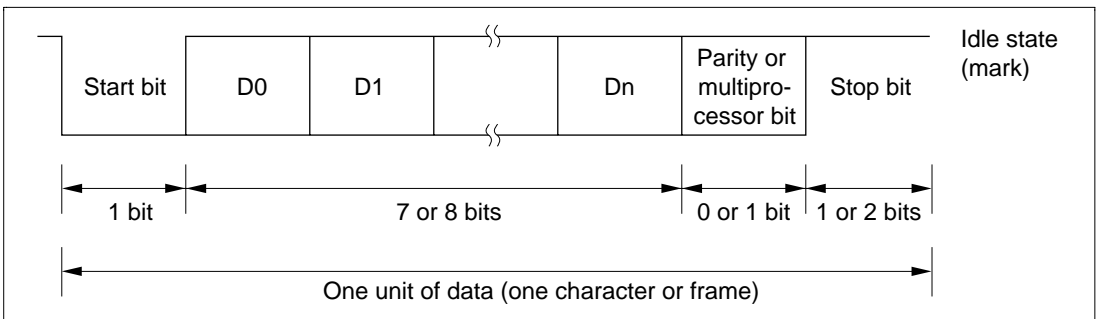 Idle state
(mark)
Start bit
D0
D1
Dn
Parity or
multipro-
cessor bit
Stop bit
1 bit
7 or 8 bits
0 or 1 bit
1 or 2 bits
One unit of data (one character or frame)